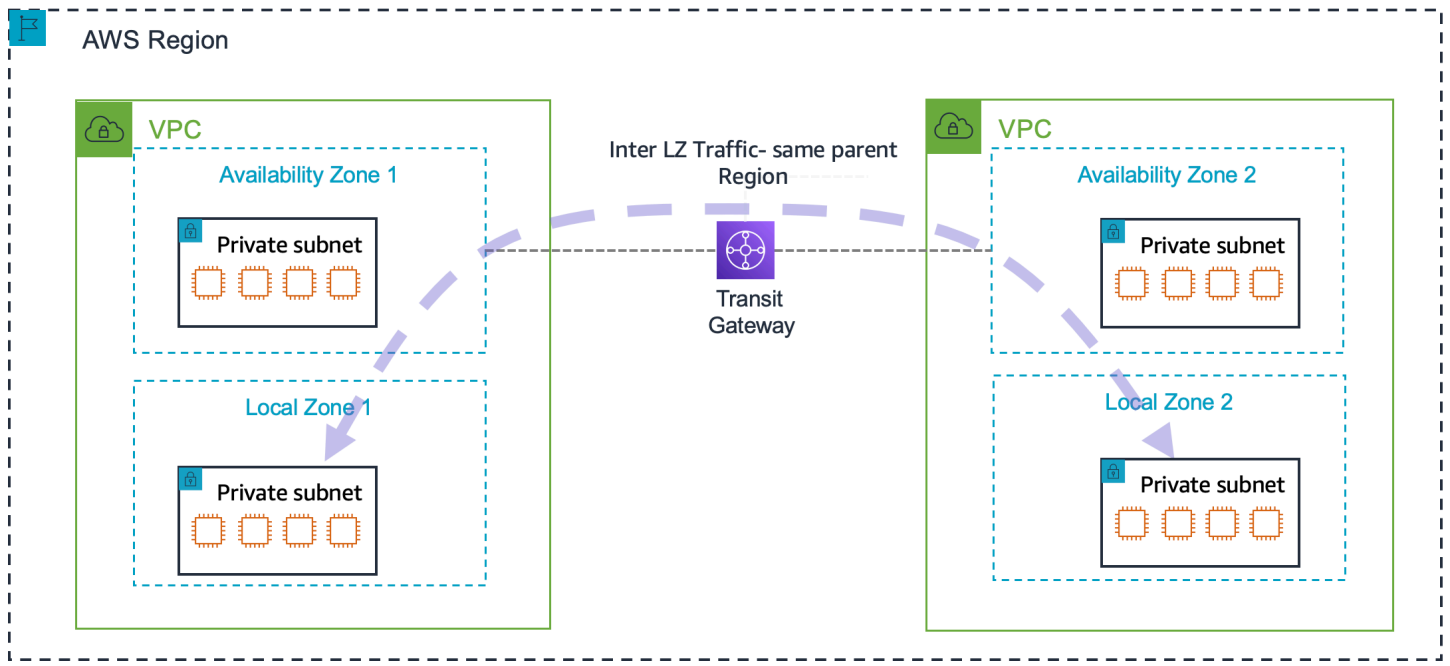 AWS Region
VPC
Availability Zone 1
Private subnet
Local Zone 1
Private subnet
Inter LZ Traffic- same parent
Region
Transit
Gateway
VPC
Availability Zone 2
Private subnet
Local Zone 2
Private subnet